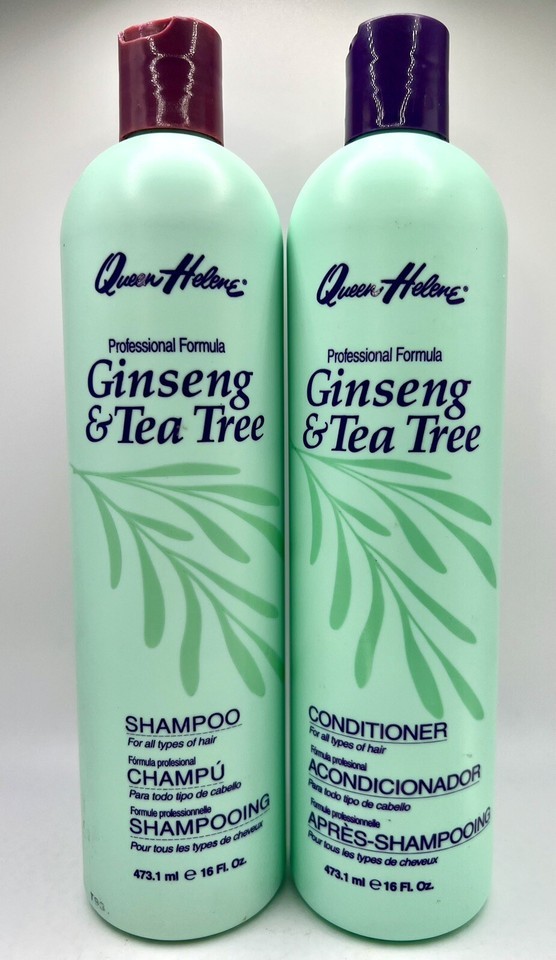 Queen Helene
Professional Formula
Ginseng
& Tea Tree
SHAMPOO
For all types of hair
Fórmula profesional
CHAMPÚ
Para todo tipo de cabello
Formule professionnelle
SHAMPOOING
Pour tous les types de cheveux
473.1 ml ℮ 16 Fl. Oz.
Queen Helene
Professional Formula
Ginseng
& Tea Tree
CONDITIONER
For all types of hair
Fórmula profesional
ACONDICIONADOR
Para todo tipo de cabello
Formule professionnelle
APRÈS-SHAMPOOING
Pour tous les types de cheveux
473.1 ml ℮ 16 Fl. Oz.